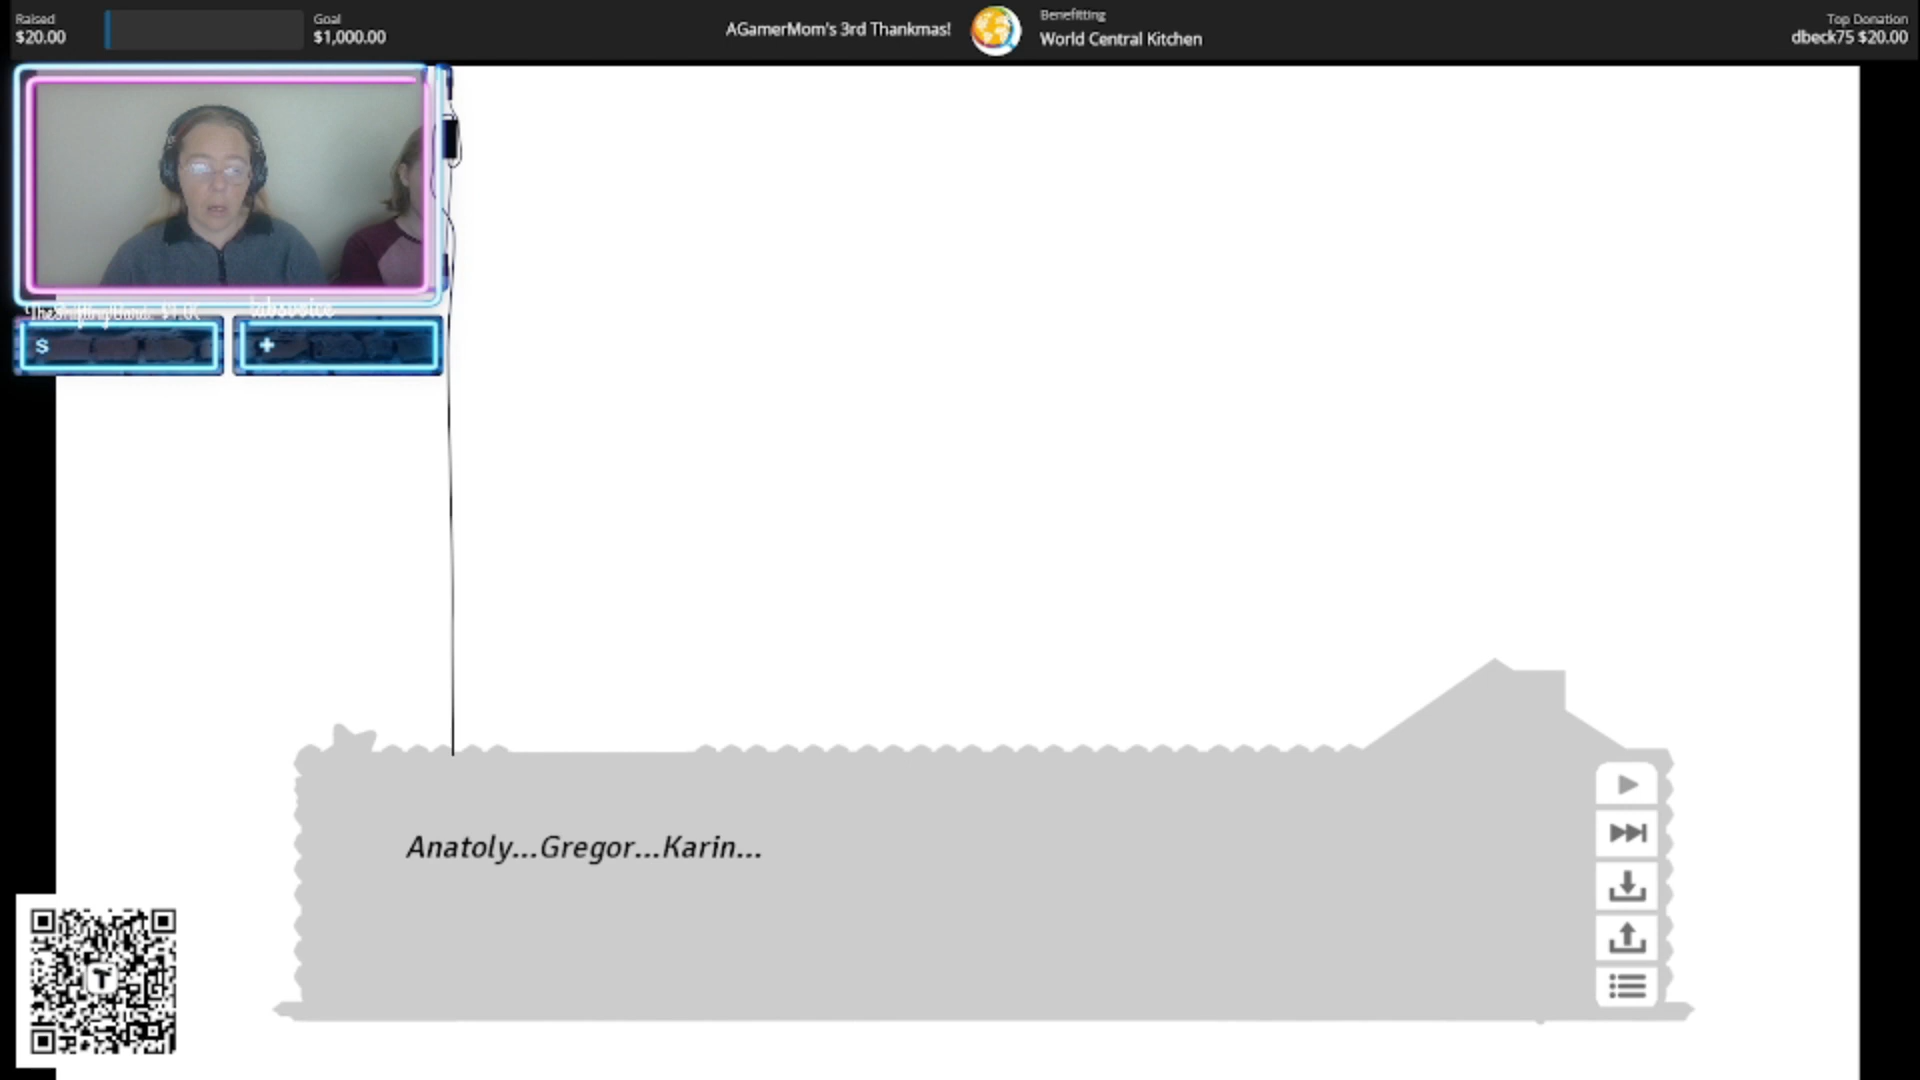 Raised
$20.00
Goal
$1,000.00
AGamerMom's 3rd Thankmas!
Benefitting
World Central Kitchen
Top Donation
dbeck75 $20.00
Anatoly...Gregor...Karin...